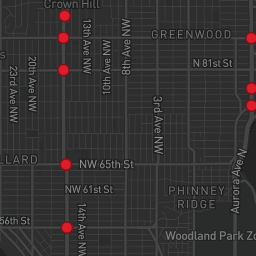 Crown Hill
GREENWOOD
N 81st St
13th Ave NW
8th Ave NW
10th Ave NW
20th Ave NW
23rd Ave NW
3rd Ave NW
NW 65th St
NW 61st St
PHINNEY
RIDGE
Aurora Ave N
14th Ave NW
56th St
Woodland Park Zo
LLARD